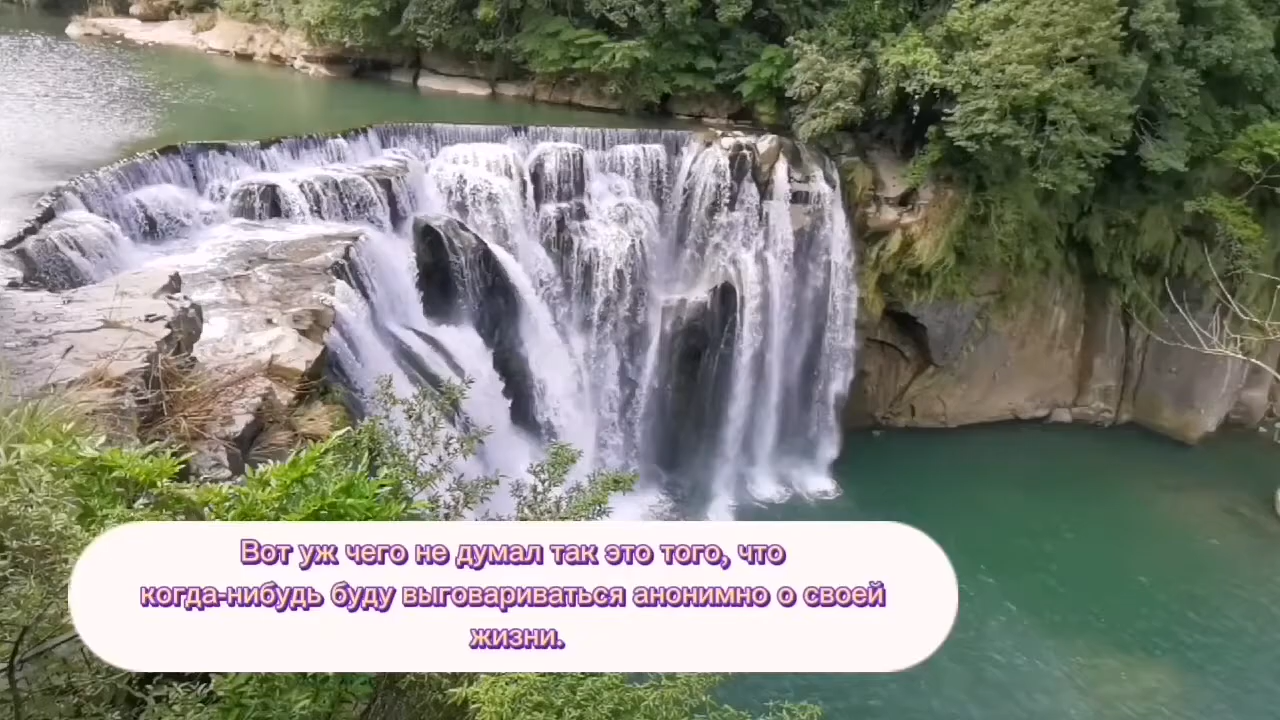 Вот уж чего не думал так это того, что
когда-нибудь буду выговариваться анонимно о своей
жизни.